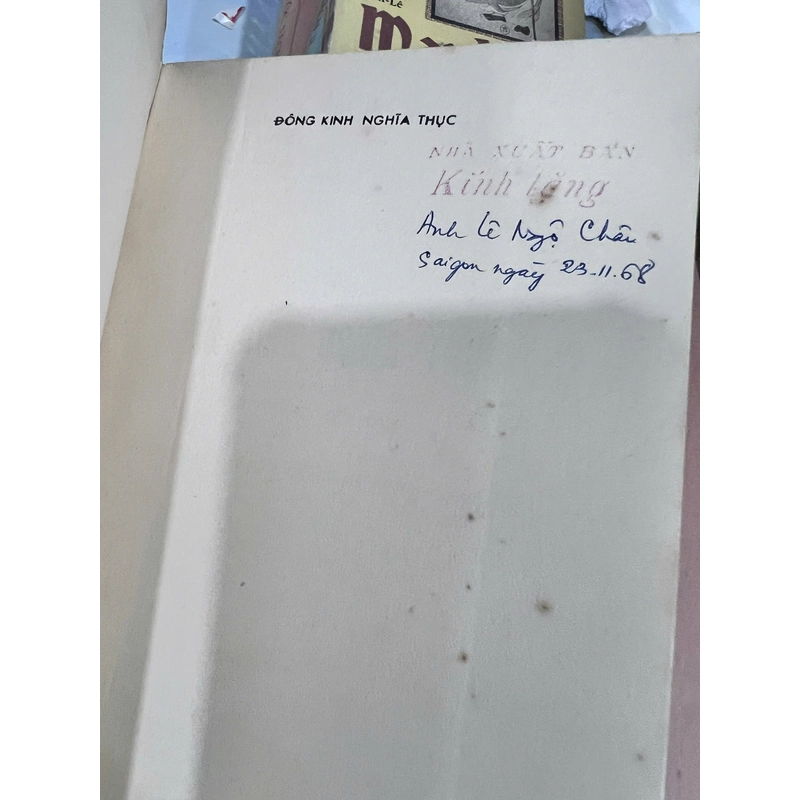 ĐÔNG KINH NGHĨA THỤC
NHÀ XUẤT BẢN
Kính tặng
Anh Lê Ngộ Châu
Saigon ngày 23.11.68